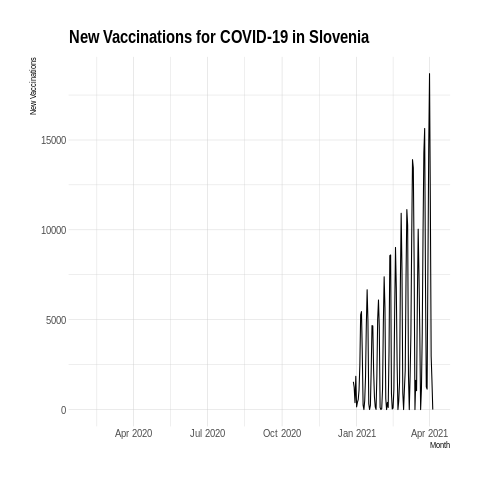 New Vaccinations for COVID-19 in Slovenia
New Vaccinations
15000
10000
5000
0
Apr 2020
Jul 2020
Oct 2020
Jan 2021
Apr 2021
Month